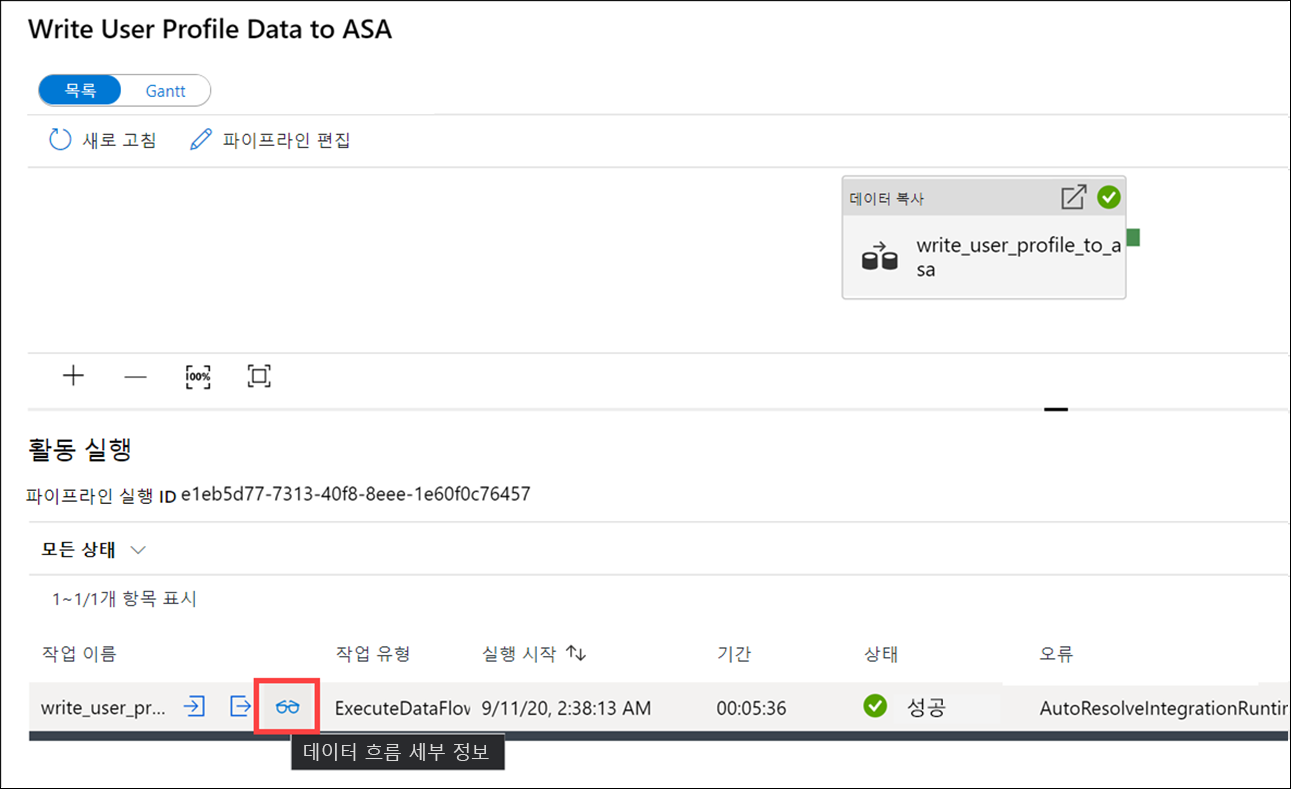 Write User Profile Data to ASA
목록 Gantt
새로 고침 파이프라인 편집
데이터 복사
write_user_profile_to_a
sa
100%
활동 실행
파이프라인 실행 ID e1eb5d77-7313-40f8-8eee-1e60f0c76457
모든 상태
1~1/1개 항목 표시
작업 이름 작업 유형 실행 시작 기간 상태 오류
write_user_pr... ExecuteDataFlow 9/11/20, 2:38:13 AM 00:05:36 성공 AutoResolveIntegrationRuntin
데이터 흐름 세부 정보